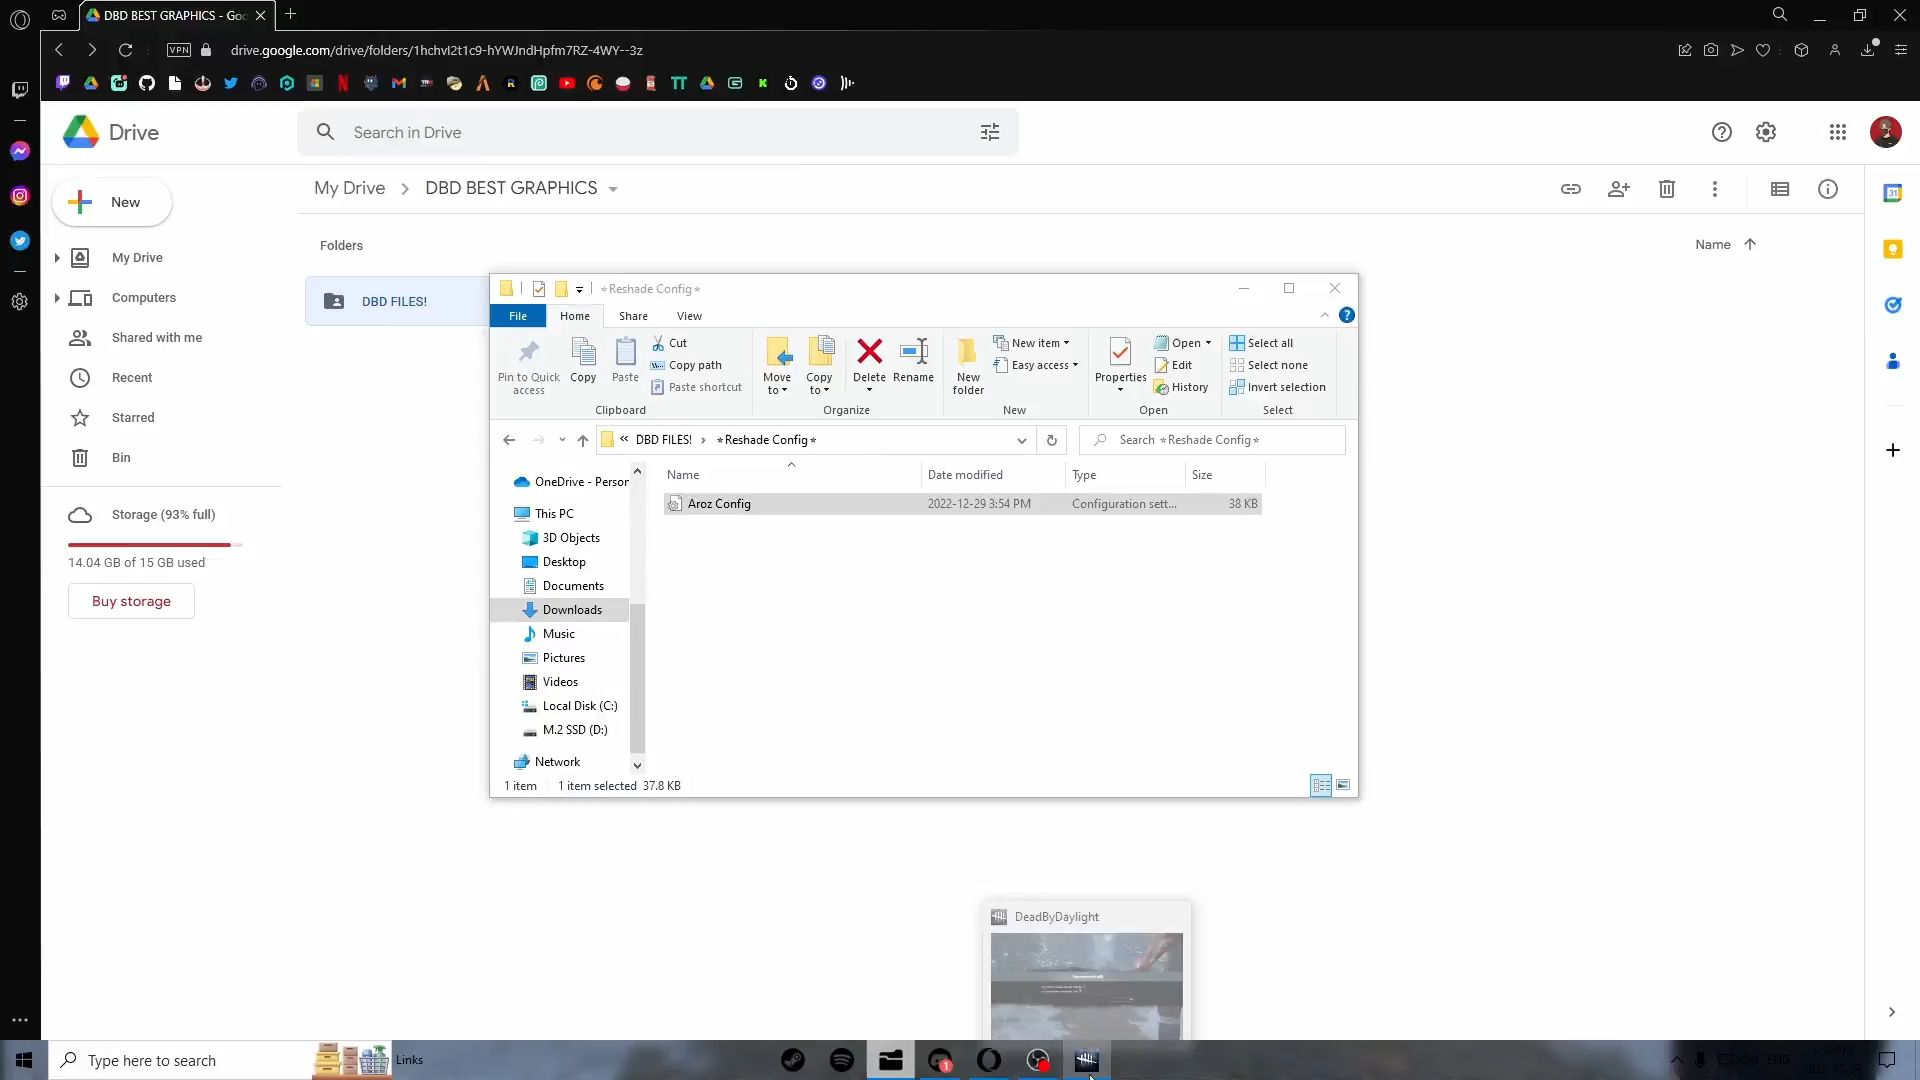 DBD BEST GRAPHICS - Goo
VPN
drive.google.com/drive/folders/1hchvI2t1c9-hYWJndHpfm7RZ-4WY--3z
Drive
Search in Drive
New
My Drive
Computers
Shared with me
Recent
Starred
Bin
Storage (93% full)
14.04 GB of 15 GB used
Buy storage
My Drive
DBD BEST GRAPHICS
Folders
Name
DBD FILES!
*Reshade Config*
File
Home
Share
View
Pin to Quick access
Copy
Paste
Cut
Copy path
Paste shortcut
Clipboard
Move to
Copy to
Delete
Rename
Organize
New folder
New item
Easy access
New
Properties
Open
Edit
History
Open
Select all
Select none
Invert selection
Select
« DBD FILES! › *Reshade Config*
Search *Reshade Config*
Name
Date modified
Type
Size
Aroz Config
2022-12-29 3:54 PM
Configuration sett...
38 KB
OneDrive - Person
This PC
3D Objects
Desktop
Documents
Downloads
Music
Pictures
Videos
Local Disk (C:)
M.2 SSD (D:)
Network
1 item
1 item selected 37.8 KB
DeadByDaylight
Type here to search
Links
1
ENG